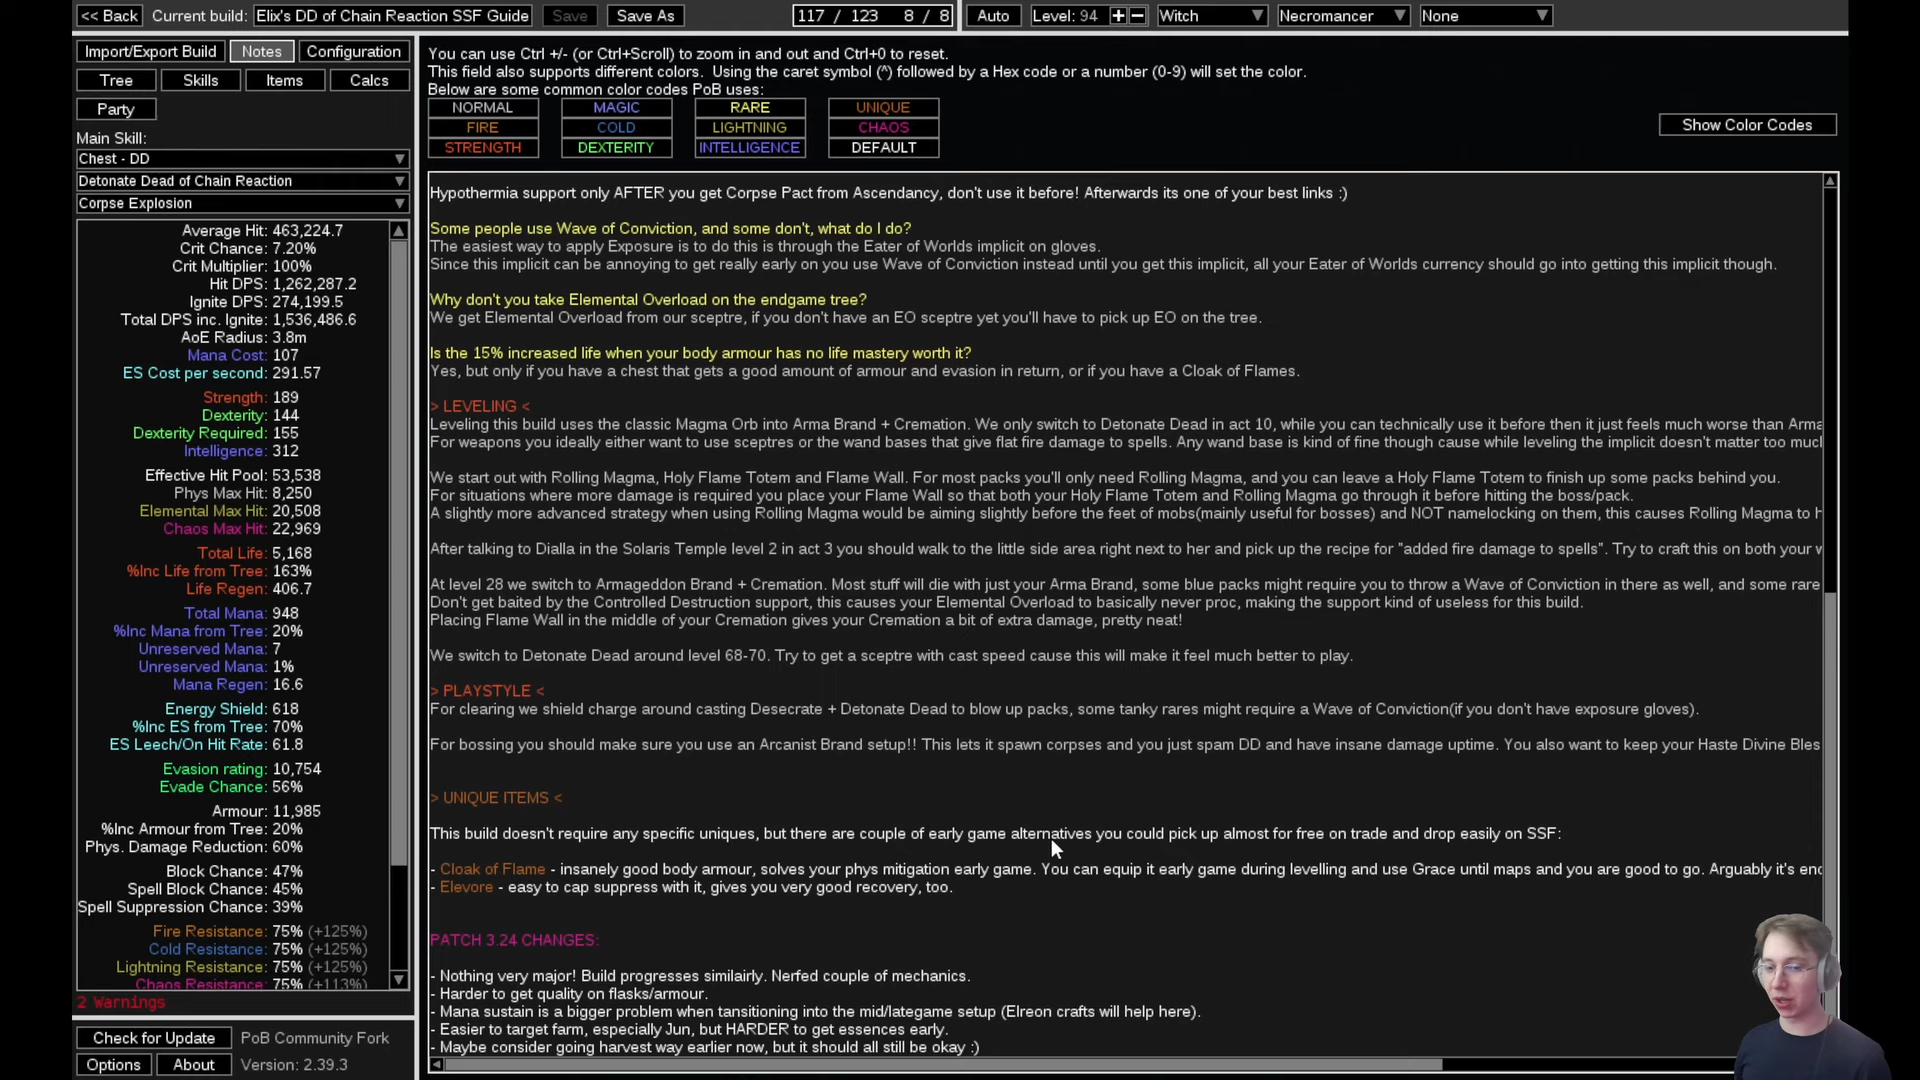 << Back Current build: Elix's DD of Chain Reaction SSF Guide Save Save As 117 / 123 8 / 8 Auto Level: 94 + - Witch Necromancer None
Import/Export Build Notes Configuration
Tree Skills Items Calcs
Party
Main Skill:
Chest - DD
Detonate Dead of Chain Reaction
Corpse Explosion
Average Hit: 463,224.7
Crit Chance: 7.20%
Crit Multiplier: 100%
Hit DPS: 1,262,287.2
Ignite DPS: 274,199.5
Total DPS inc. Ignite: 1,536,486.6
AoE Radius: 3.8m
Mana Cost: 107
ES Cost per second: 291.57
Strength: 189
Dexterity: 144
Dexterity Required: 155
Intelligence: 312
Effective Hit Pool: 53,538
Phys Max Hit: 8,250
Elemental Max Hit: 20,508
Chaos Max Hit: 22,969
Total Life: 5,168
%Inc Life from Tree: 163%
Life Regen: 406.7
Total Mana: 948
%Inc Mana from Tree: 20%
Unreserved Mana: 7
Unreserved Mana: 1%
Mana Regen: 16.6
Energy Shield: 618
%Inc ES from Tree: 70%
ES Leech/On Hit Rate: 61.8
Evasion rating: 10,754
Evade Chance: 56%
Armour: 11,985
%Inc Armour from Tree: 20%
Phys. Damage Reduction: 60%
Block Chance: 47%
Spell Block Chance: 45%
Spell Suppression Chance: 39%
Fire Resistance: 75% (+125%)
Cold Resistance: 75% (+125%)
Lightning Resistance: 75% (+125%)
Chaos Resistance: 75% (+113%)
2 Warnings
Check for Update PoB Community Fork
Options About Version: 2.39.3
You can use Ctrl +/- (or Ctrl+Scroll) to zoom in and out and Ctrl+0 to reset.
This field also supports different colors. Using the caret symbol (^) followed by a Hex code or a number (0-9) will set the color.
Below are some common color codes PoB uses:
NORMAL MAGIC RARE UNIQUE
FIRE COLD LIGHTNING CHAOS
STRENGTH DEXTERITY INTELLIGENCE DEFAULT
Show Color Codes
Hypothermia support only AFTER you get Corpse Pact from Ascendancy, don't use it before! Afterwards its one of your best links :)
Some people use Wave of Conviction, and some don't, what do I do?
The easiest way to apply Exposure is to do this is through the Eater of Worlds implicit on gloves.
Since this implicit can be annoying to get really early on you use Wave of Conviction instead until you get this implicit, all your Eater of Worlds currency should go into getting this implicit though.
Why don't you take Elemental Overload on the endgame tree?
We get Elemental Overload from our sceptre, if you don't have an EO sceptre yet you'll have to pick up EO on the tree.
Is the 15% increased life when your body armour has no life mastery worth it?
Yes, but only if you have a chest that gets a good amount of armour and evasion in return, or if you have a Cloak of Flames.
> LEVELING <
Leveling this build uses the classic Magma Orb into Arma Brand + Cremation. We only switch to Detonate Dead in act 10, while you can technically use it before then it just feels much worse than Arma
For weapons you ideally either want to use sceptres or the wand bases that give flat fire damage to spells. Any wand base is kind of fine though cause while leveling the implicit doesn't matter too mucl
We start out with Rolling Magma, Holy Flame Totem and Flame Wall. For most packs you'll only need Rolling Magma, and you can leave a Holy Flame Totem to finish up some packs behind you.
For situations where more damage is required you place your Flame Wall so that both your Holy Flame Totem and Rolling Magma go through it before hitting the boss/pack.
A slightly more advanced strategy when using Rolling Magma would be aiming slightly before the feet of mobs(mainly useful for bosses) and NOT namelocking on them, this causes Rolling Magma to h
After talking to Dialla in the Solaris Temple level 2 in act 3 you should walk to the little side area right next to her and pick up the recipe for "added fire damage to spells". Try to craft this on both your w
At level 28 we switch to Armageddon Brand + Cremation. Most stuff will die with just your Arma Brand, some blue packs might require you to throw a Wave of Conviction in there as well, and some rare
Don't get baited by the Controlled Destruction support, this causes your Elemental Overload to basically never proc, making the support kind of useless for this build.
Placing Flame Wall in the middle of your Cremation gives your Cremation a bit of extra damage, pretty neat!
We switch to Detonate Dead around level 68-70. Try to get a sceptre with cast speed cause this will make it feel much better to play.
> PLAYSTYLE <
For clearing we shield charge around casting Desecrate + Detonate Dead to blow up packs, some tanky rares might require a Wave of Conviction(if you don't have exposure gloves).
For bossing you should make sure you use an Arcanist Brand setup!! This lets it spawn corpses and you just spam DD and have insane damage uptime. You also want to keep your Haste Divine Bles
> UNIQUE ITEMS <
This build doesn't require any specific uniques, but there are couple of early game alternatives you could pick up almost for free on trade and drop easily on SSF:
- Cloak of Flame - insanely good body armour, solves your phys mitigation early game. You can equip it early game during levelling and use Grace until maps and you are good to go. Arguably it's enc
- Elevore - easy to cap suppress with it, gives you very good recovery, too.
PATCH 3.24 CHANGES:
- Nothing very major! Build progresses similairly. Nerfed couple of mechanics.
- Harder to get quality on flasks/armour.
- Mana sustain is a bigger problem when tansitioning into the mid/lategame setup (Elreon crafts will help here).
- Easier to target farm, especially Jun, but HARDER to get essences early.
- Maybe consider going harvest way earlier now, but it should all still be okay :)